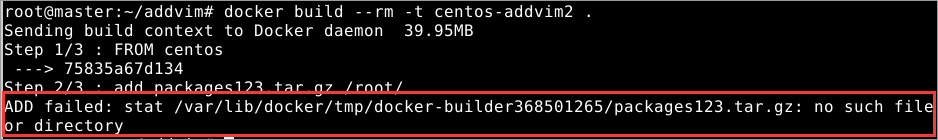 root@master:~/addvim# docker build --rm -t centos-addvim2 .
Sending build context to Docker daemon  39.95MB
Step 1/3 : FROM centos
 ---> 75835a67d134
Step 2/3 : add packages123.tar.gz /root/
ADD failed: stat /var/lib/docker/tmp/docker-builder368501265/packages123.tar.gz: no such file
or directory